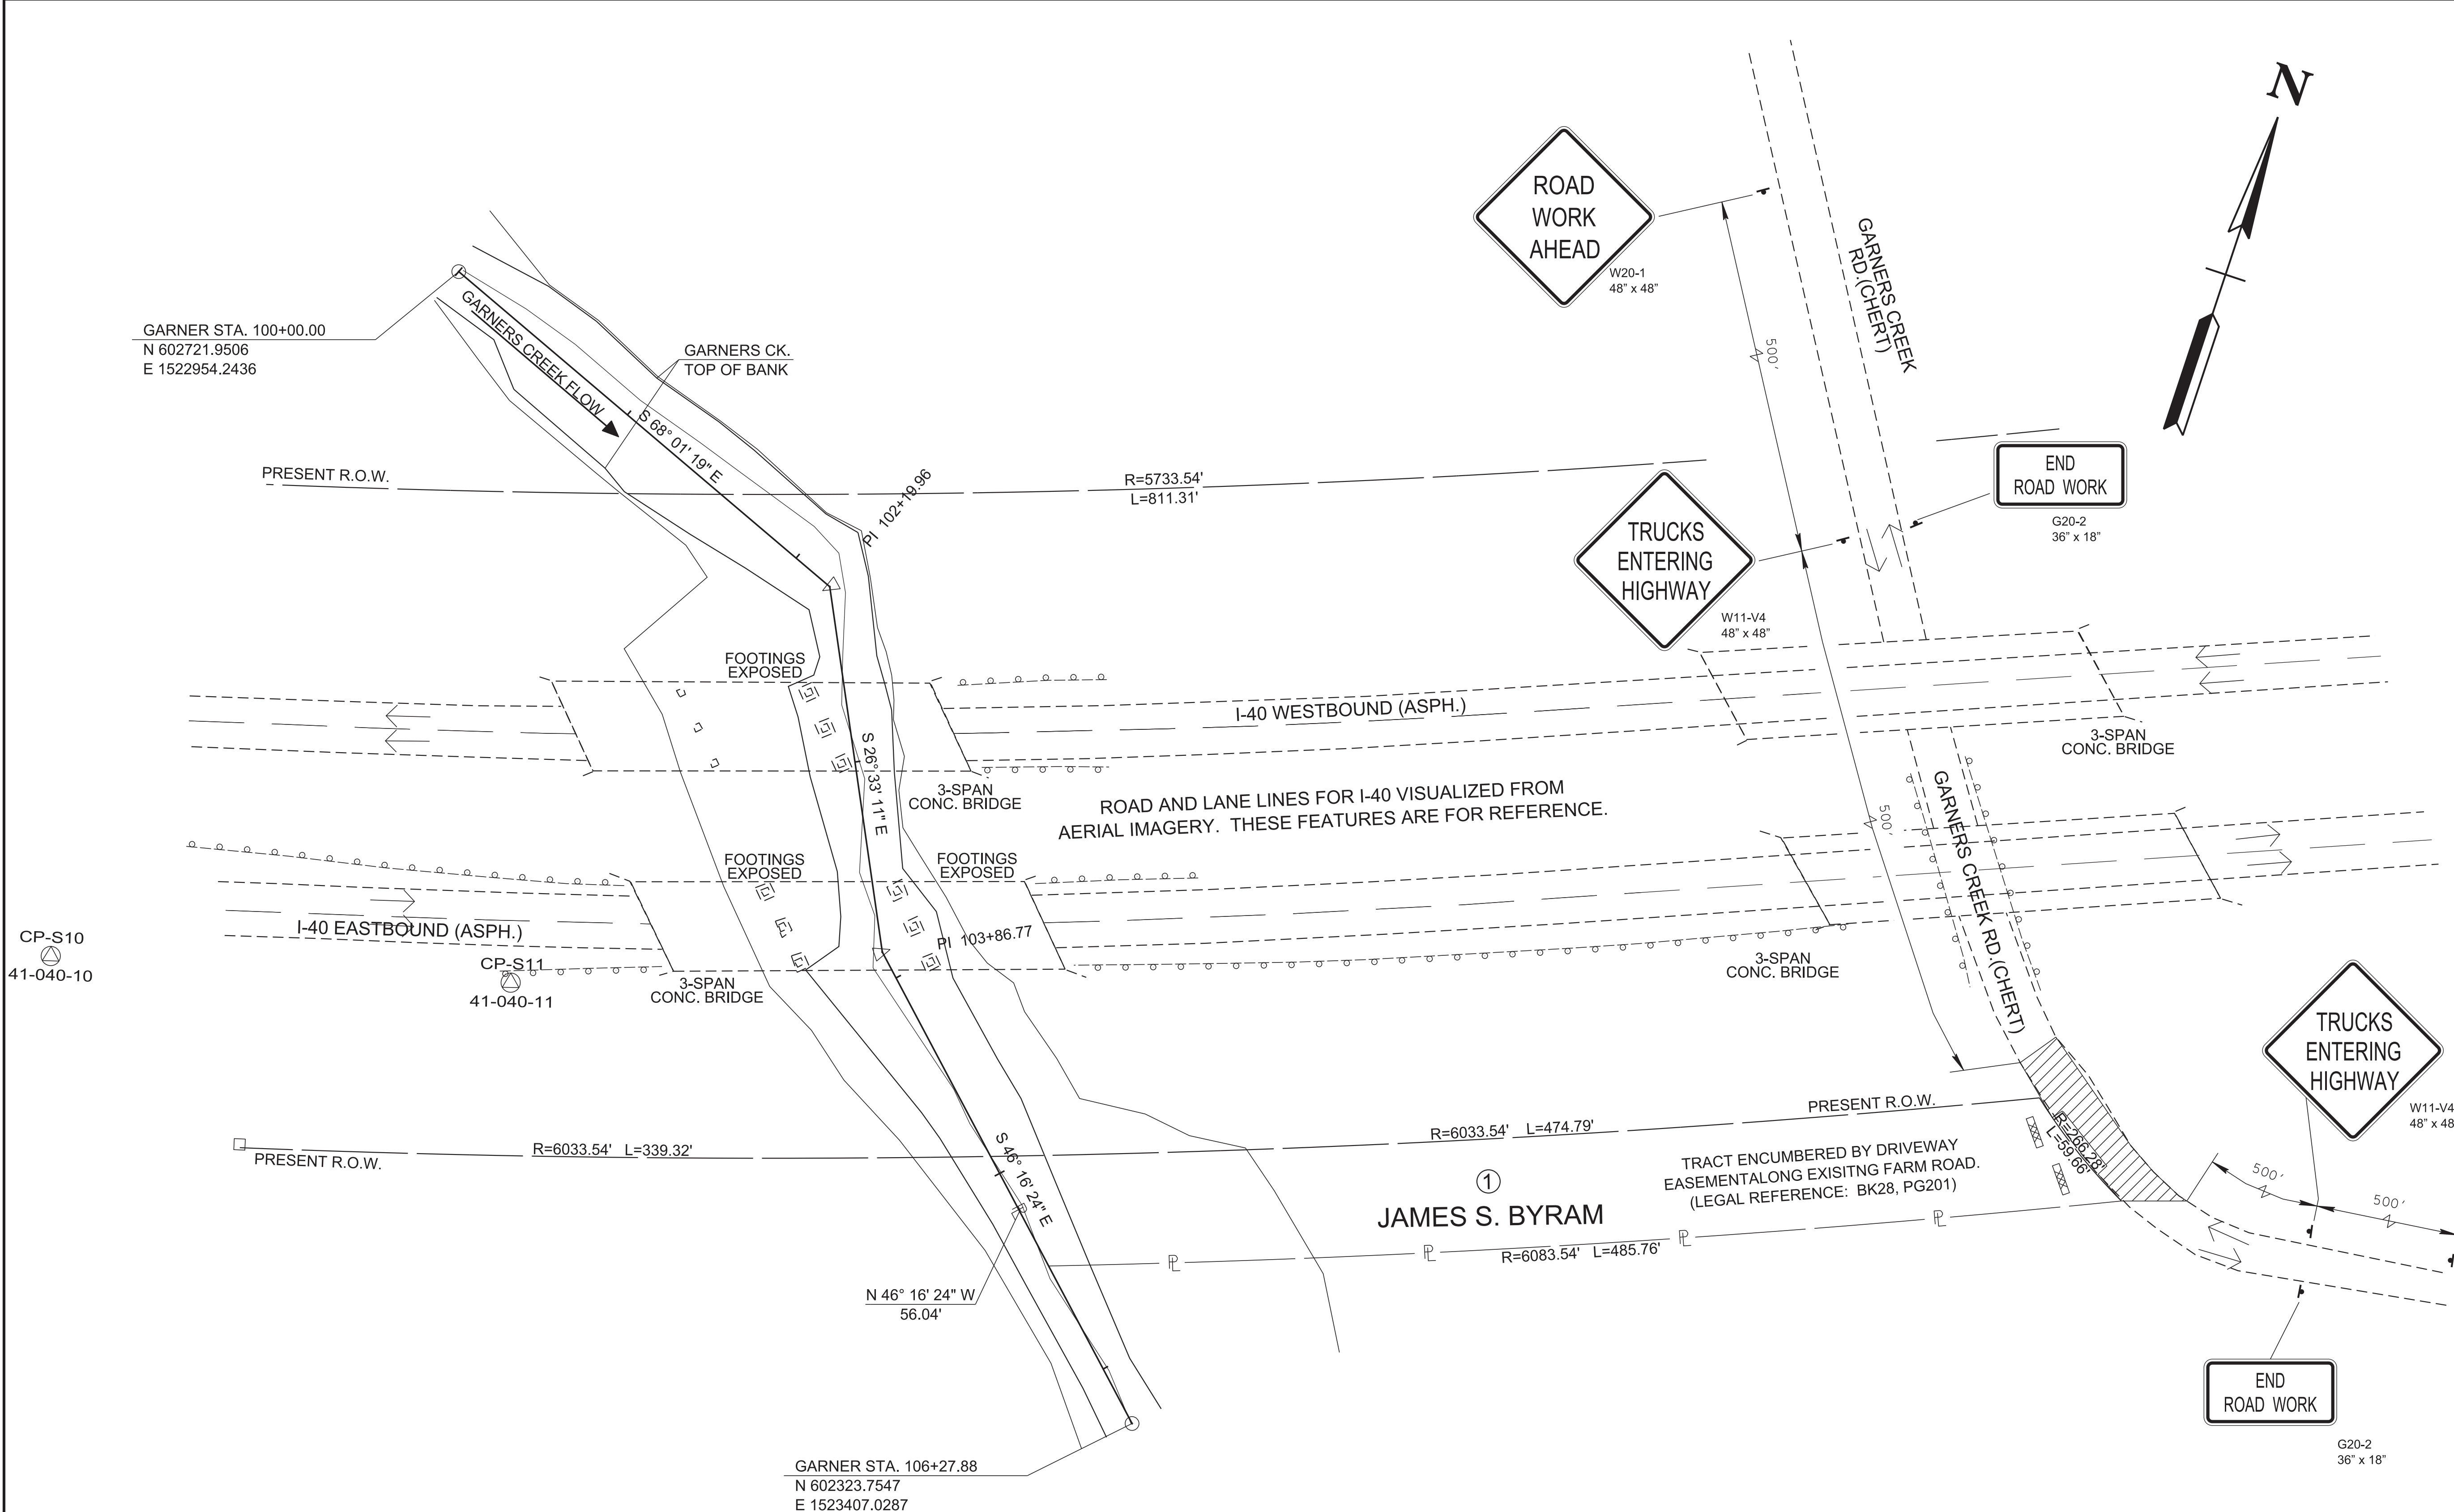 N
ROAD
WORK
AHEAD
W20-1
48" x 48"
GARNERS CREEK
RD.(CHERT)
GARNER STA. 100+00.00
N 602721.9506
E 1522954.2436
GARNERS CREEK FLOW
GARNERS CK.
TOP OF BANK
500'
S 68° 01' 19" E
PRESENT R.O.W.
PI 102+19.96
R=5733.54'
L=811.31'
END
ROAD WORK
G20-2
36" x 18"
TRUCKS
ENTERING
HIGHWAY
W11-V4
48" x 48"
FOOTINGS
EXPOSED
I-40 WESTBOUND (ASPH.)
S 26° 33' 11" E
3-SPAN
CONC. BRIDGE
3-SPAN
CONC. BRIDGE
ROAD AND LANE LINES FOR I-40 VISUALIZED FROM
AERIAL IMAGERY. THESE FEATURES ARE FOR REFERENCE.
500'
GARNERS CREEK RD.(CHERT)
FOOTINGS
EXPOSED
FOOTINGS
EXPOSED
I-40 EASTBOUND (ASPH.)
PI 103+86.77
CP-S10
41-040-10
CP-S11
41-040-11
3-SPAN
CONC. BRIDGE
3-SPAN
CONC. BRIDGE
TRUCKS
ENTERING
HIGHWAY
W11-V4
48" x 48
PRESENT R.O.W.
R=6033.54' L=339.32'
S 46° 16' 24" E
R=6033.54' L=474.79'
PRESENT R.O.W.
R=266.28'
L=59.66'
TRACT ENCUMBERED BY DRIVEWAY
EASEMENTALONG EXISITNG FARM ROAD.
(LEGAL REFERENCE: BK28, PG201)
1
JAMES S. BYRAM
500'
500'
PL
PL
PL
PL
R=6083.54' L=485.76'
N 46° 16' 24" W
56.04'
END
ROAD WORK
G20-2
36" x 18"
GARNER STA. 106+27.88
N 602323.7547
E 1523407.0287